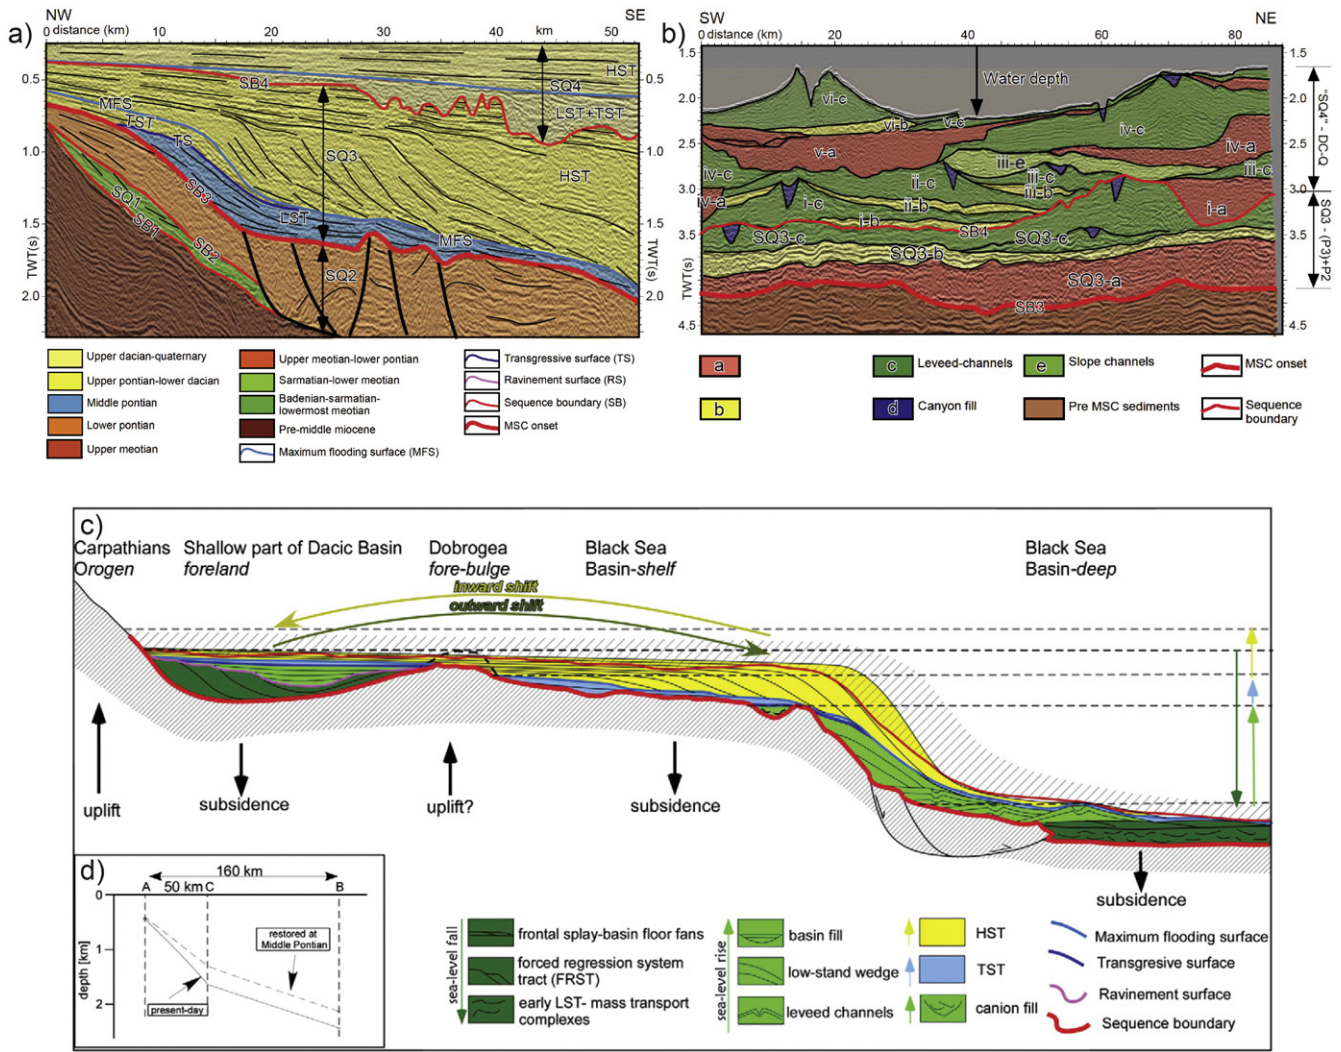 a)
NW
SE
0 distance (km)
10
20
30
40
km
50
0.5
1.0
1.5
2.0
TWT(s)
0.5
1.0
1.5
2.0
TWT(s)
HST
SQ4
SB4
LST+TST
MFS
TST
TS
SQ3
HST
SB3
SQ1
SB1
SB2
LST
MFS
SQ2
Upper dacian-quaternary
Upper pontian-lower dacian
Middle pontian
Lower pontian
Upper meotian
Upper meotian-lower pontian
Sarmatian-lower meotian
Badenian-sarmatian-
lowermost meotian
Pre-middle miocene
Maximum flooding surface (MFS)
Transgressive surface (TS)
Ravinement surface (RS)
Sequence boundary (SB)
MSC onset
b)
SW
NE
0 distance (km)
20
40
60
80
1.5
2.0
2.5
3.0
3.5
TWT(s)
4.5
1.5
2.0
2.5
3.0
3.5
4.5
"SQ4" - DC-Q
SQ3 - (P3)+P2
Water depth
vi-c
vi-b
v-c
iv-c
v-a
iii-e
iv-a
iv-c
ii-c
iii-c
iii-c
iii-b
iv-a
i-c
ii-b
i-a
i-b
SB4
SQ3-c
SQ3-c
SQ3-b
SQ3-a
SB3
a
b
c
Leveed-channels
d
Canyon fill
e
Slope channels
Pre MSC sediments
MSC onset
Sequence
boundary
c)
Carpathians
Orogen
Shallow part of Dacic Basin
foreland
Dobrogea
fore-bulge
Black Sea
Basin-shelf
Black Sea
Basin-deep
inward shift
outward shift
uplift
subsidence
uplift?
subsidence
subsidence
d)
160 km
A
50 km
C
B
0
1
2
depth [km]
restored at
Middle Pontian
present-day
sea-level fall
frontal splay-basin floor fans
forced regression system
tract (FRST)
early LST- mass transport
complexes
sea-level rise
basin fill
low-stand wedge
leveed channels
HST
TST
canion fill
Maximum flooding surface
Transgresive surface
Ravinement surface
Sequence boundary